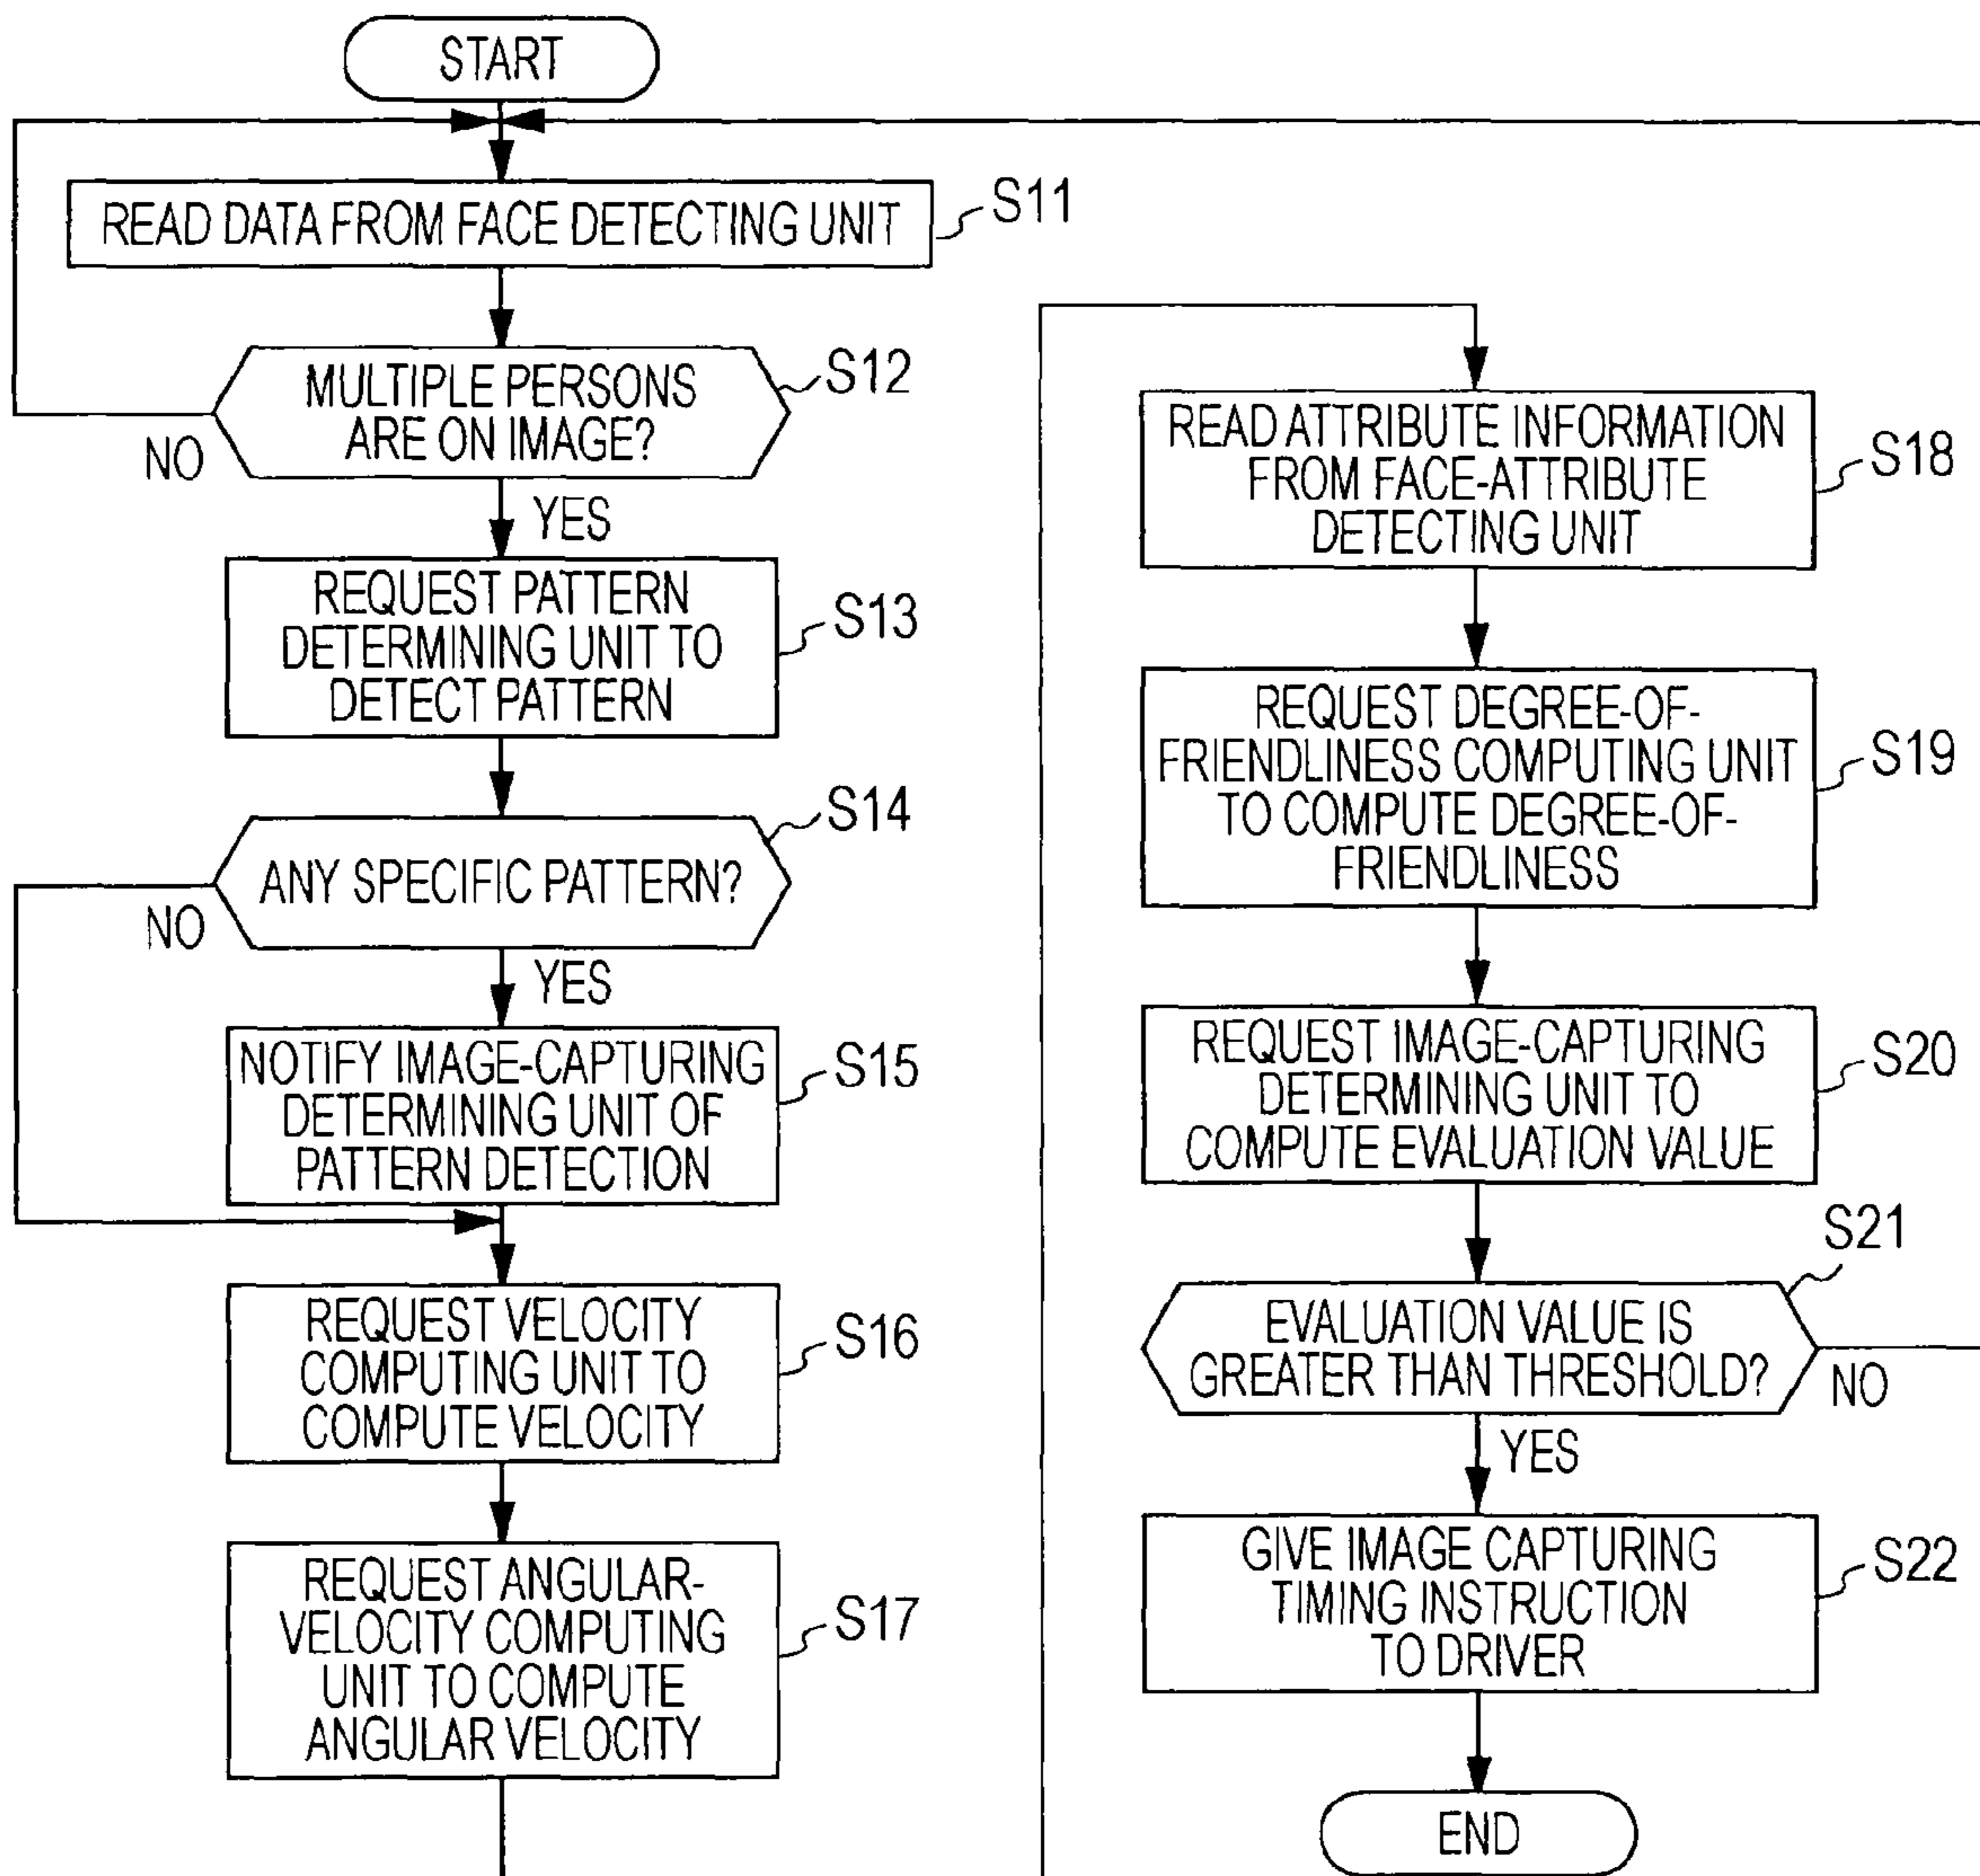 START
READ DATA FROM FACE DETECTING UNIT
S11
MULTIPLE PERSONS
ARE ON IMAGE?
S12
NO
YES
REQUEST PATTERN
DETERMINING UNIT TO
DETECT PATTERN
S13
ANY SPECIFIC PATTERN?
S14
NO
YES
NOTIFY IMAGE-CAPTURING
DETERMINING UNIT OF
PATTERN DETECTION
S15
REQUEST VELOCITY
COMPUTING UNIT TO
COMPUTE VELOCITY
S16
REQUEST ANGULAR-
VELOCITY COMPUTING
UNIT TO COMPUTE
ANGULAR VELOCITY
S17
READ ATTRIBUTE INFORMATION
FROM FACE-ATTRIBUTE
DETECTING UNIT
S18
REQUEST DEGREE-OF-
FRIENDLINESS COMPUTING UNIT
TO COMPUTE DEGREE-OF-
FRIENDLINESS
S19
REQUEST IMAGE-CAPTURING
DETERMINING UNIT TO
COMPUTE EVALUATION VALUE
S20
EVALUATION VALUE IS
GREATER THAN THRESHOLD?
S21
NO
YES
GIVE IMAGE CAPTURING
TIMING INSTRUCTION
TO DRIVER
S22
END